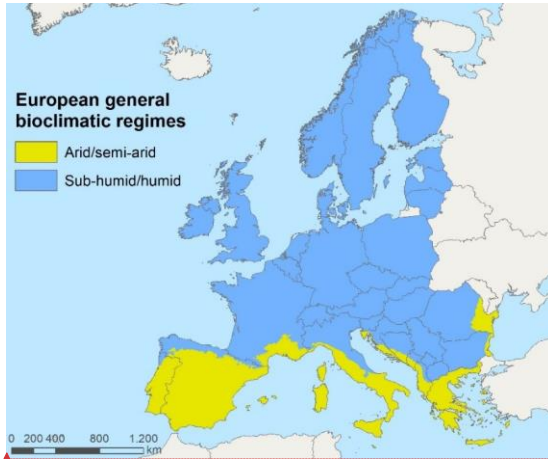 European general
bioclimatic regimes
Arid/semi-arid
Sub-humid/humid
0 200 400 800 1.200
km